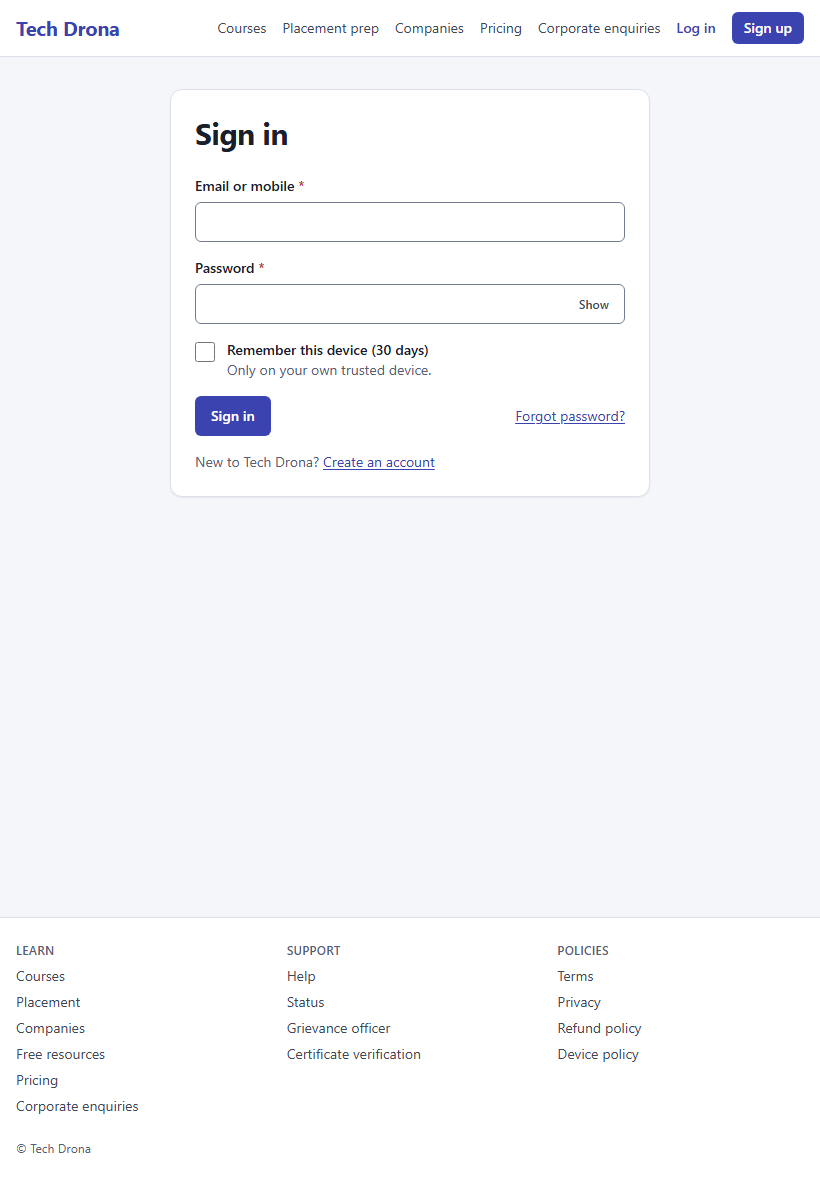 Tech Drona
Courses Placement prep Companies Pricing Corporate enquiries Log in Sign up
Sign in
Email or mobile *
Password *
Show
Remember this device (30 days)
Only on your own trusted device.
Sign in Forgot password?
New to Tech Drona? Create an account
LEARN
Courses
Placement
Companies
Free resources
Pricing
Corporate enquiries
SUPPORT
Help
Status
Grievance officer
Certificate verification
POLICIES
Terms
Privacy
Refund policy
Device policy
© Tech Drona